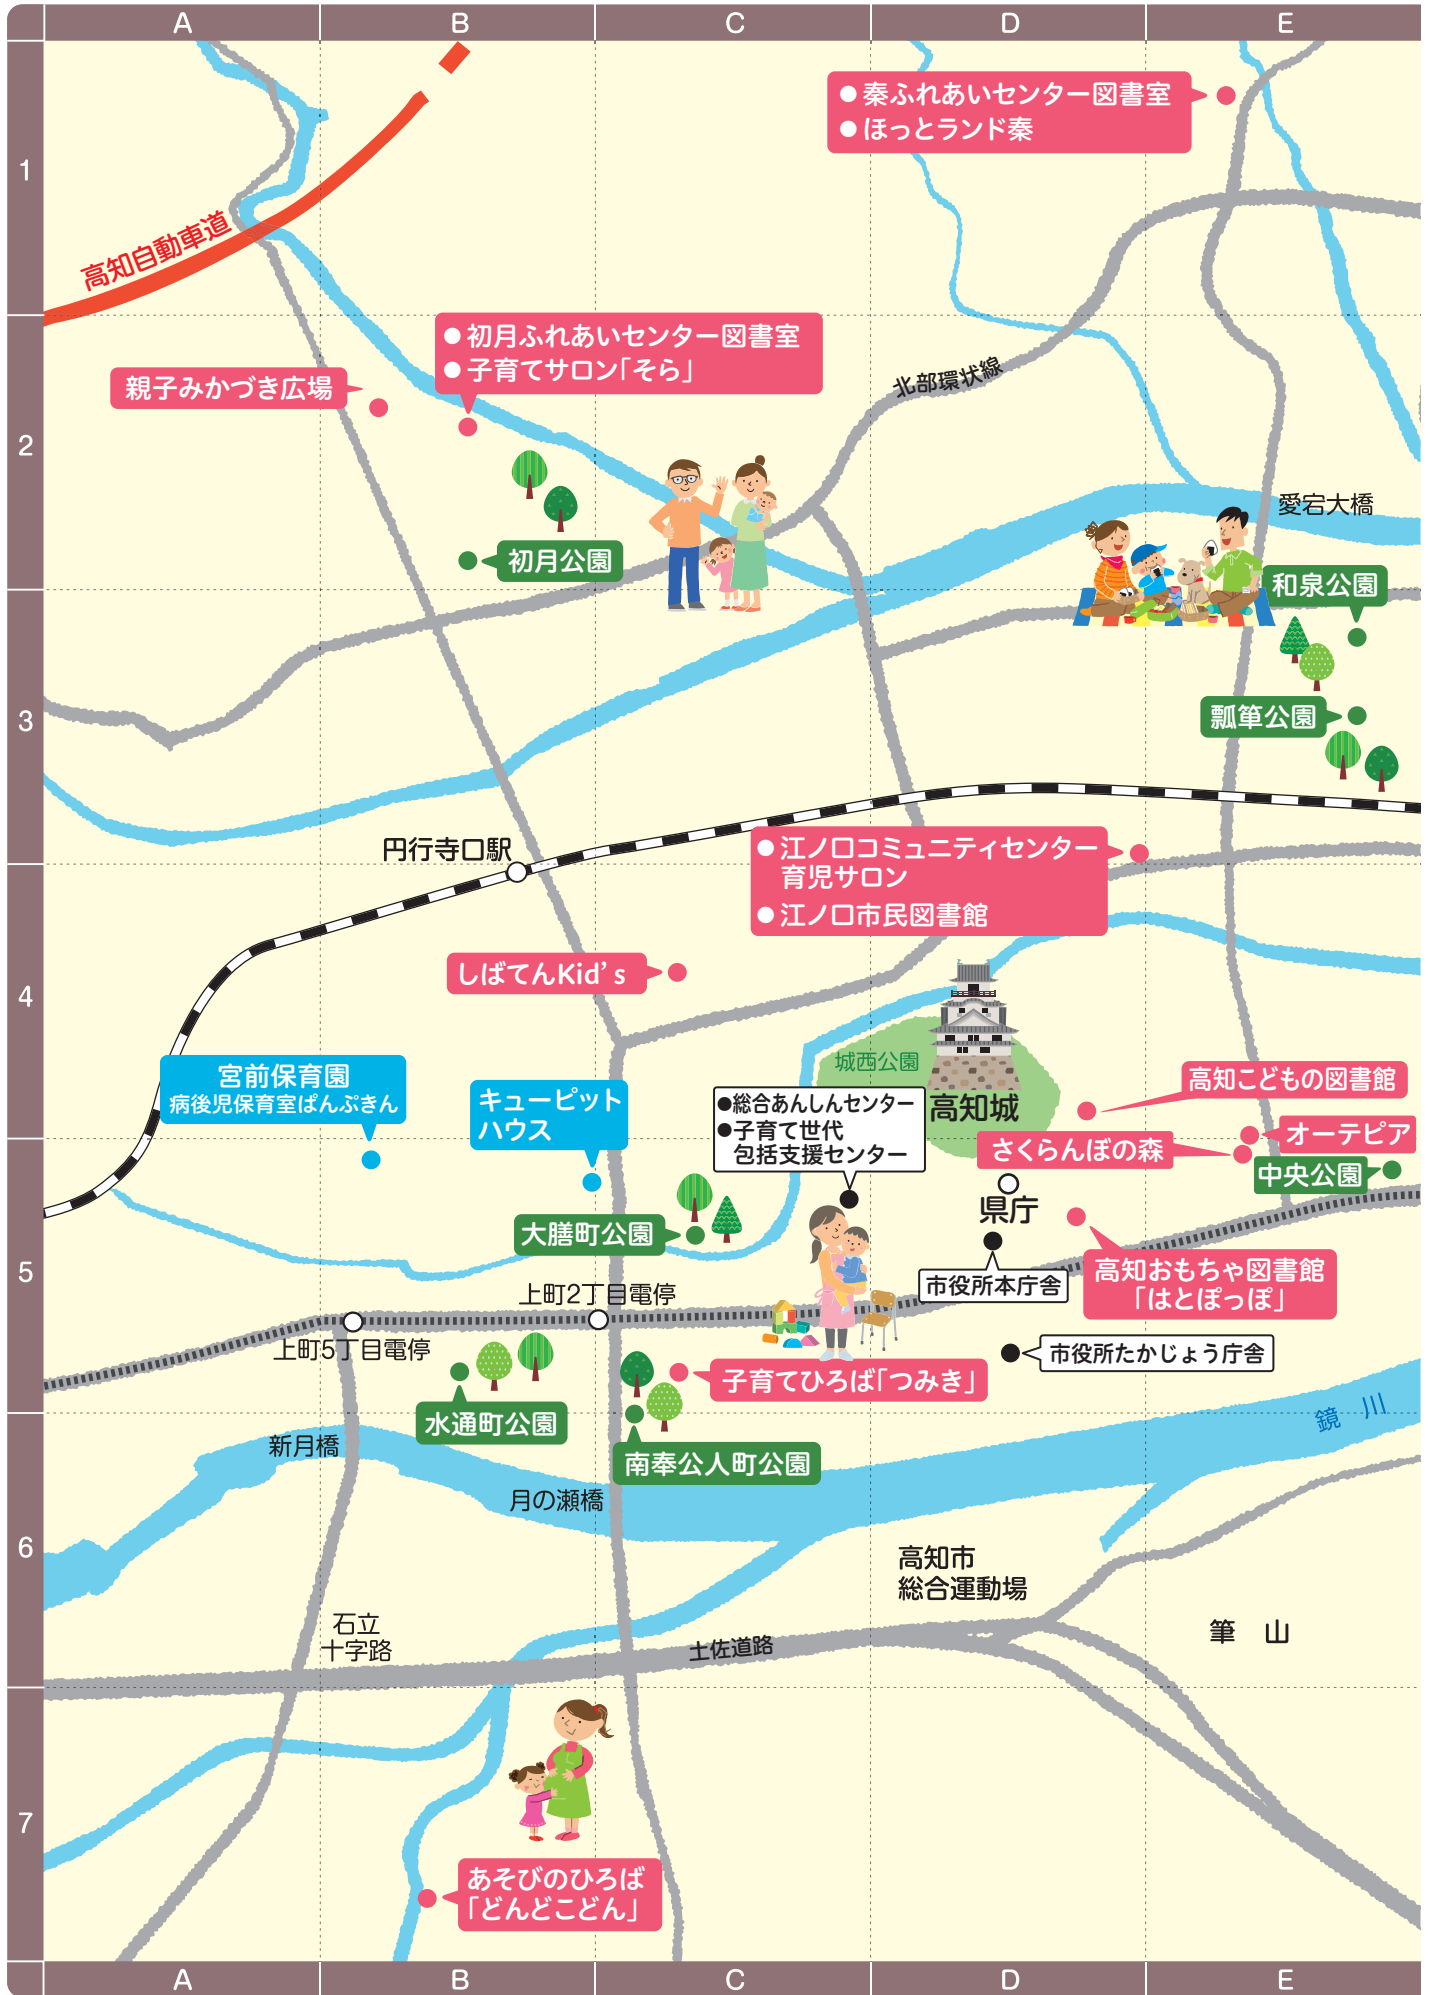 A B C D E
1
2
3
4
5
6
7
秦ふれあいセンター図書室
ほっとランド秦
高知自動車道
初月ふれあいセンター図書室
子育てサロン「そら」
親子みかづき広場
北部環状線
愛宕大橋
初月公園
和泉公園
瓢箪公園
円行寺口駅
江ノ口コミュニティセンター
育児サロン
江ノ口市民図書館
しばてんKid's
城西公園
高知城
宮前保育園
病後児保育室ぱんぷきん
キューピット
ハウス
総合あんしんセンター
子育て世代
包括支援センター
高知こどもの図書館
オーテピア
さくらんぼの森
中央公園
県庁
大膳町公園
市役所本庁舎
高知おもちゃ図書館
「はとぽっぽ」
上町2丁目電停
上町5丁目電停
市役所たかじょう庁舎
子育てひろば「つみき」
水通町公園
南奉公人町公園
鏡 川
新月橋
月の瀬橋
高知市
総合運動場
石立
十字路
土佐道路
筆 山
あそびのひろば
「どんどこどん」
A B C D E